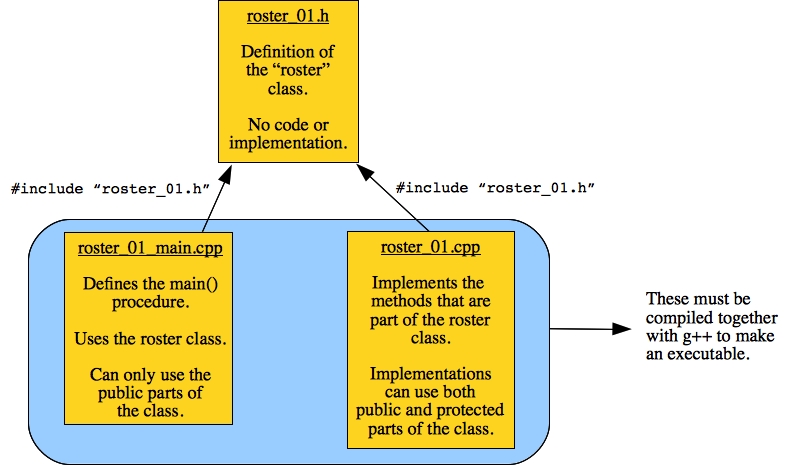 roster_01.h
Definition of
the “roster”
class.
No code or
implementation.
#include “roster_01.h”
#include “roster_01.h”
roster_01_main.cpp
Defines the main()
procedure.
Uses the roster class.
Can only use the
public parts of
the class.
roster_01.cpp
Implements the
methods that are
part of the roster
class.
Implementations
can use both
public and protected
parts of the class.
These must be
compiled together
with g++ to make
an executable.